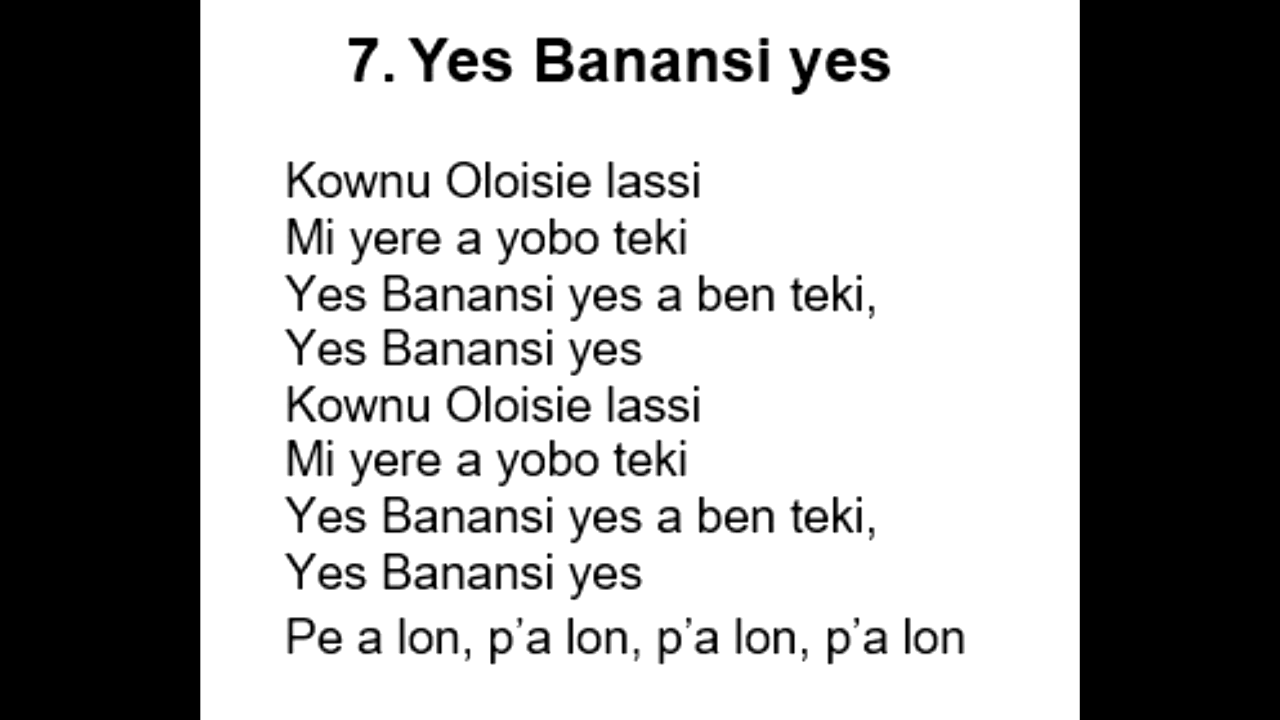 7. Yes Banansi yes
Kownu Oloisie lassi
Mi yere a yobo teki
Yes Banansi yes a ben teki,
Yes Banansi yes
Kownu Oloisie lassi
Mi yere a yobo teki
Yes Banansi yes a ben teki,
Yes Banansi yes
Pe a lon, p’a lon, p’a lon, p’a lon